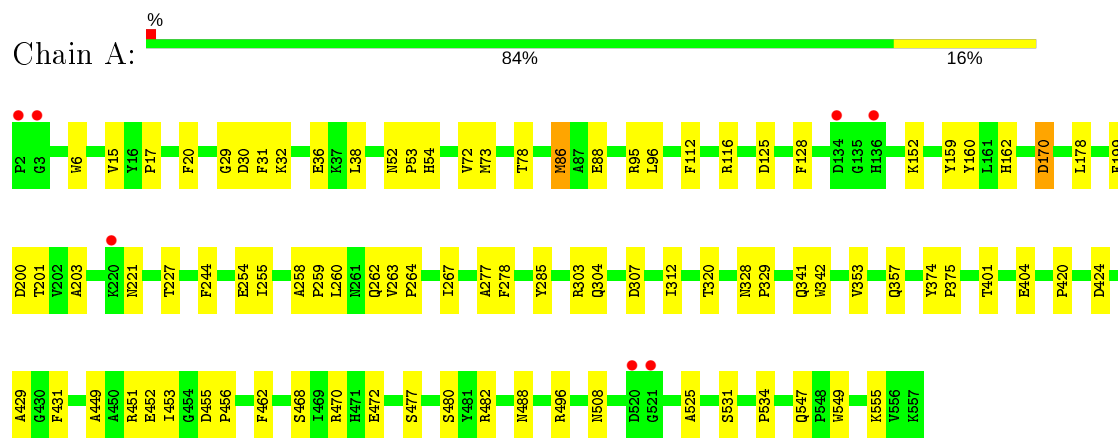 %
Chain A:
84% 16%
P2 G3 W6 V15 Y16 P17 F20 G29 D30 F31 K32 E36 K37 L38 N52 P53 H54 V72 M73 T78 M86 A87 E88 R95 L96 F112 R116 D125 F128 D134 G135 H136 K152 Y159 Y160 L161 H162 D170 L178
D200 T201 V202 A203 K220 N221 T227 F244 E254 I255 A258 P259 L260 N261 Q262 V263 P264 I267 A277 F278 Y285 R303 Q304 D307 I312 T320 N328 P329 Q341 W342 V353 Q357 Y374 P375 T401 E404 P420 D424
A429 G430 F431 A449 A450 R451 E452 I453 G454 D455 P456 F462 S468 I469 R470 H471 E472 S477 S480 Y481 R482 N488 R496 N508 D520 G521 A525 S531 P534 Q547 P548 W549 K555 V556 K557